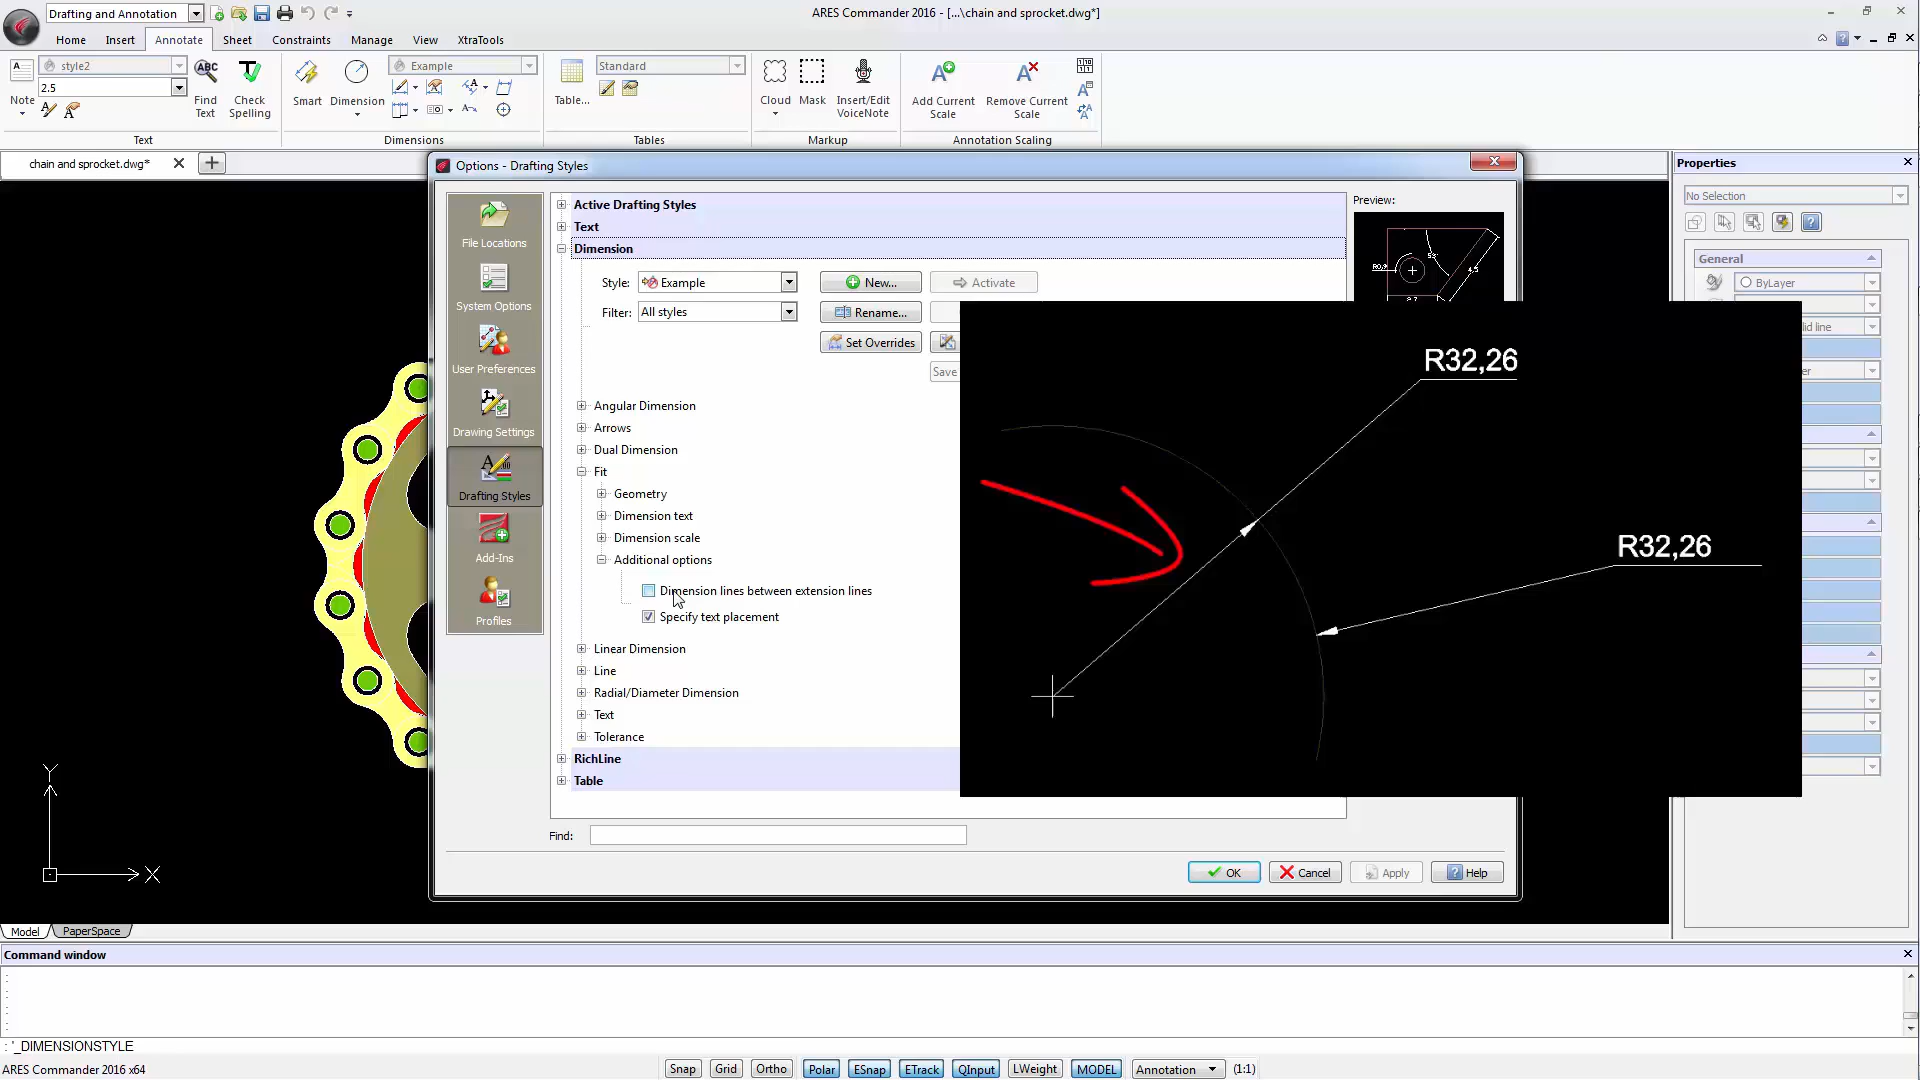 Drafting and Annotation
ARES Commander 2016 - [...\chain and sprocket.dwg*]
Home Insert Annotate Sheet Constraints Manage View XtraTools
style2
2.5
Note
ABC
Find Text
Check Spelling
Text
Smart
Dimension
Example
Dimensions
Table...
Standard
Tables
Cloud
Mask
Insert/Edit VoiceNote
Markup
Add Current Scale
Remove Current Scale
Annotation Scaling
chain and sprocket.dwg*
Options - Drafting Styles
File Locations
System Options
User Preferences
Drawing Settings
Drafting Styles
Add-Ins
Profiles
Active Drafting Styles
Text
Dimension
Style: Example
New... Activate
Filter: All styles
Rename...
Set Overrides
Save
Angular Dimension
Arrows
Dual Dimension
Fit
Geometry
Dimension text
Dimension scale
Additional options
Dimension lines between extension lines
Specify text placement
Linear Dimension
Line
Radial/Diameter Dimension
Text
Tolerance
RichLine
Table
Find:
OK Cancel Apply Help
Preview:
R32,26
R32,26
Properties
No Selection
General
ByLayer
lid line
er
Y
X
Model PaperSpace
Command window
:
:
:
:
: '_DIMENSIONSTYLE
ARES Commander 2016 x64
Snap Grid Ortho Polar ESnap ETrack QInput LWeight MODEL Annotation (1:1)